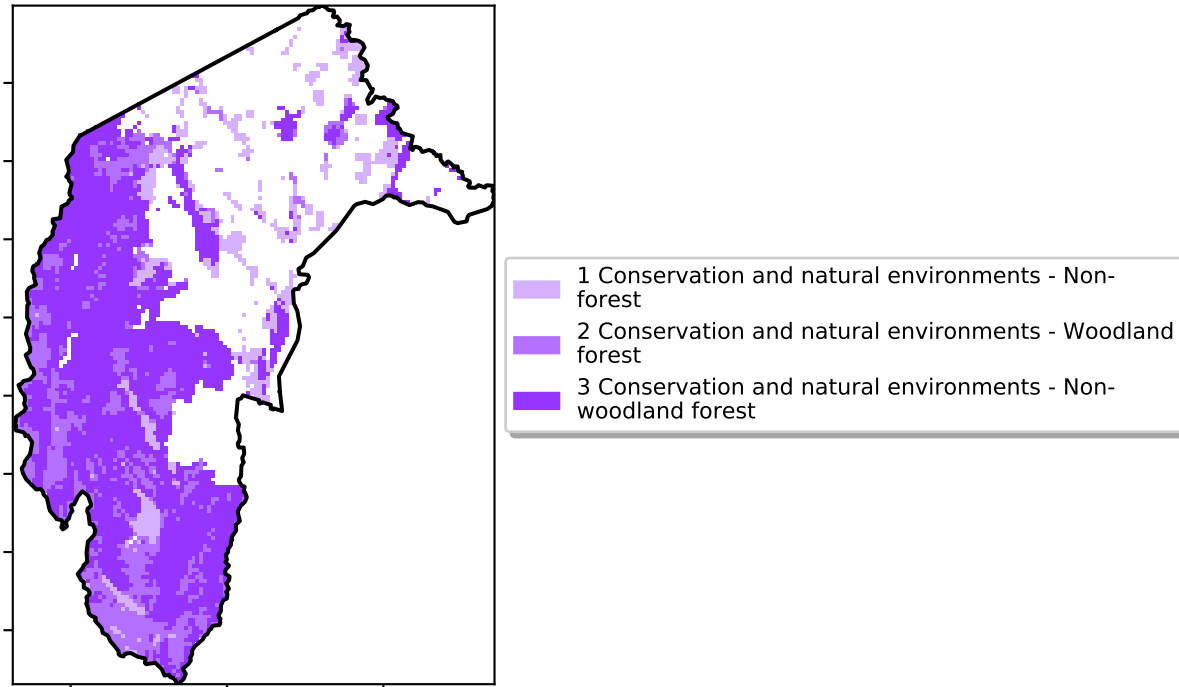 1 Conservation and natural environments - Non-
forest
2 Conservation and natural environments - Woodland
forest
3 Conservation and natural environments - Non-
woodland forest